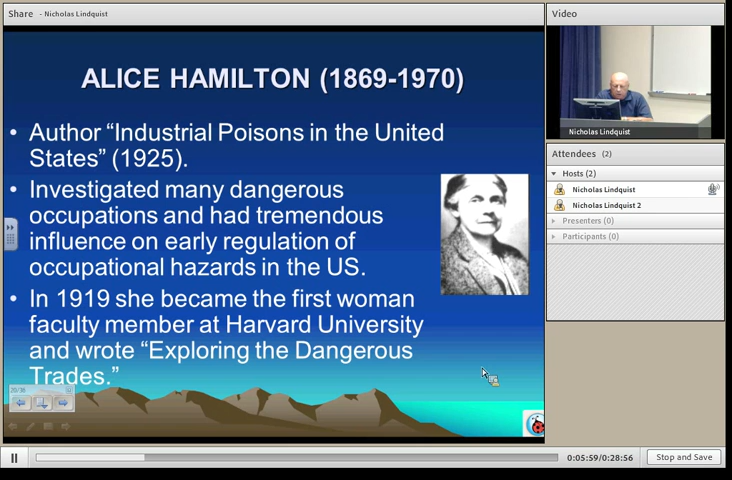 Share - Nicholas Lindquist
ALICE HAMILTON (1869-1970)
• Author “Industrial Poisons in the United
States” (1925).
• Investigated many dangerous
occupations and had tremendous
influence on early regulation of
occupational hazards in the US.
• In 1919 she became the first woman
faculty member at Harvard University
and wrote “Exploring the Dangerous
Trades.”
20/36
Video
Nicholas Lindquist
Attendees (2)
Hosts (2)
Nicholas Lindquist
Nicholas Lindquist 2
Presenters (0)
Participants (0)
0:05:59/0:28:56
Stop and Save